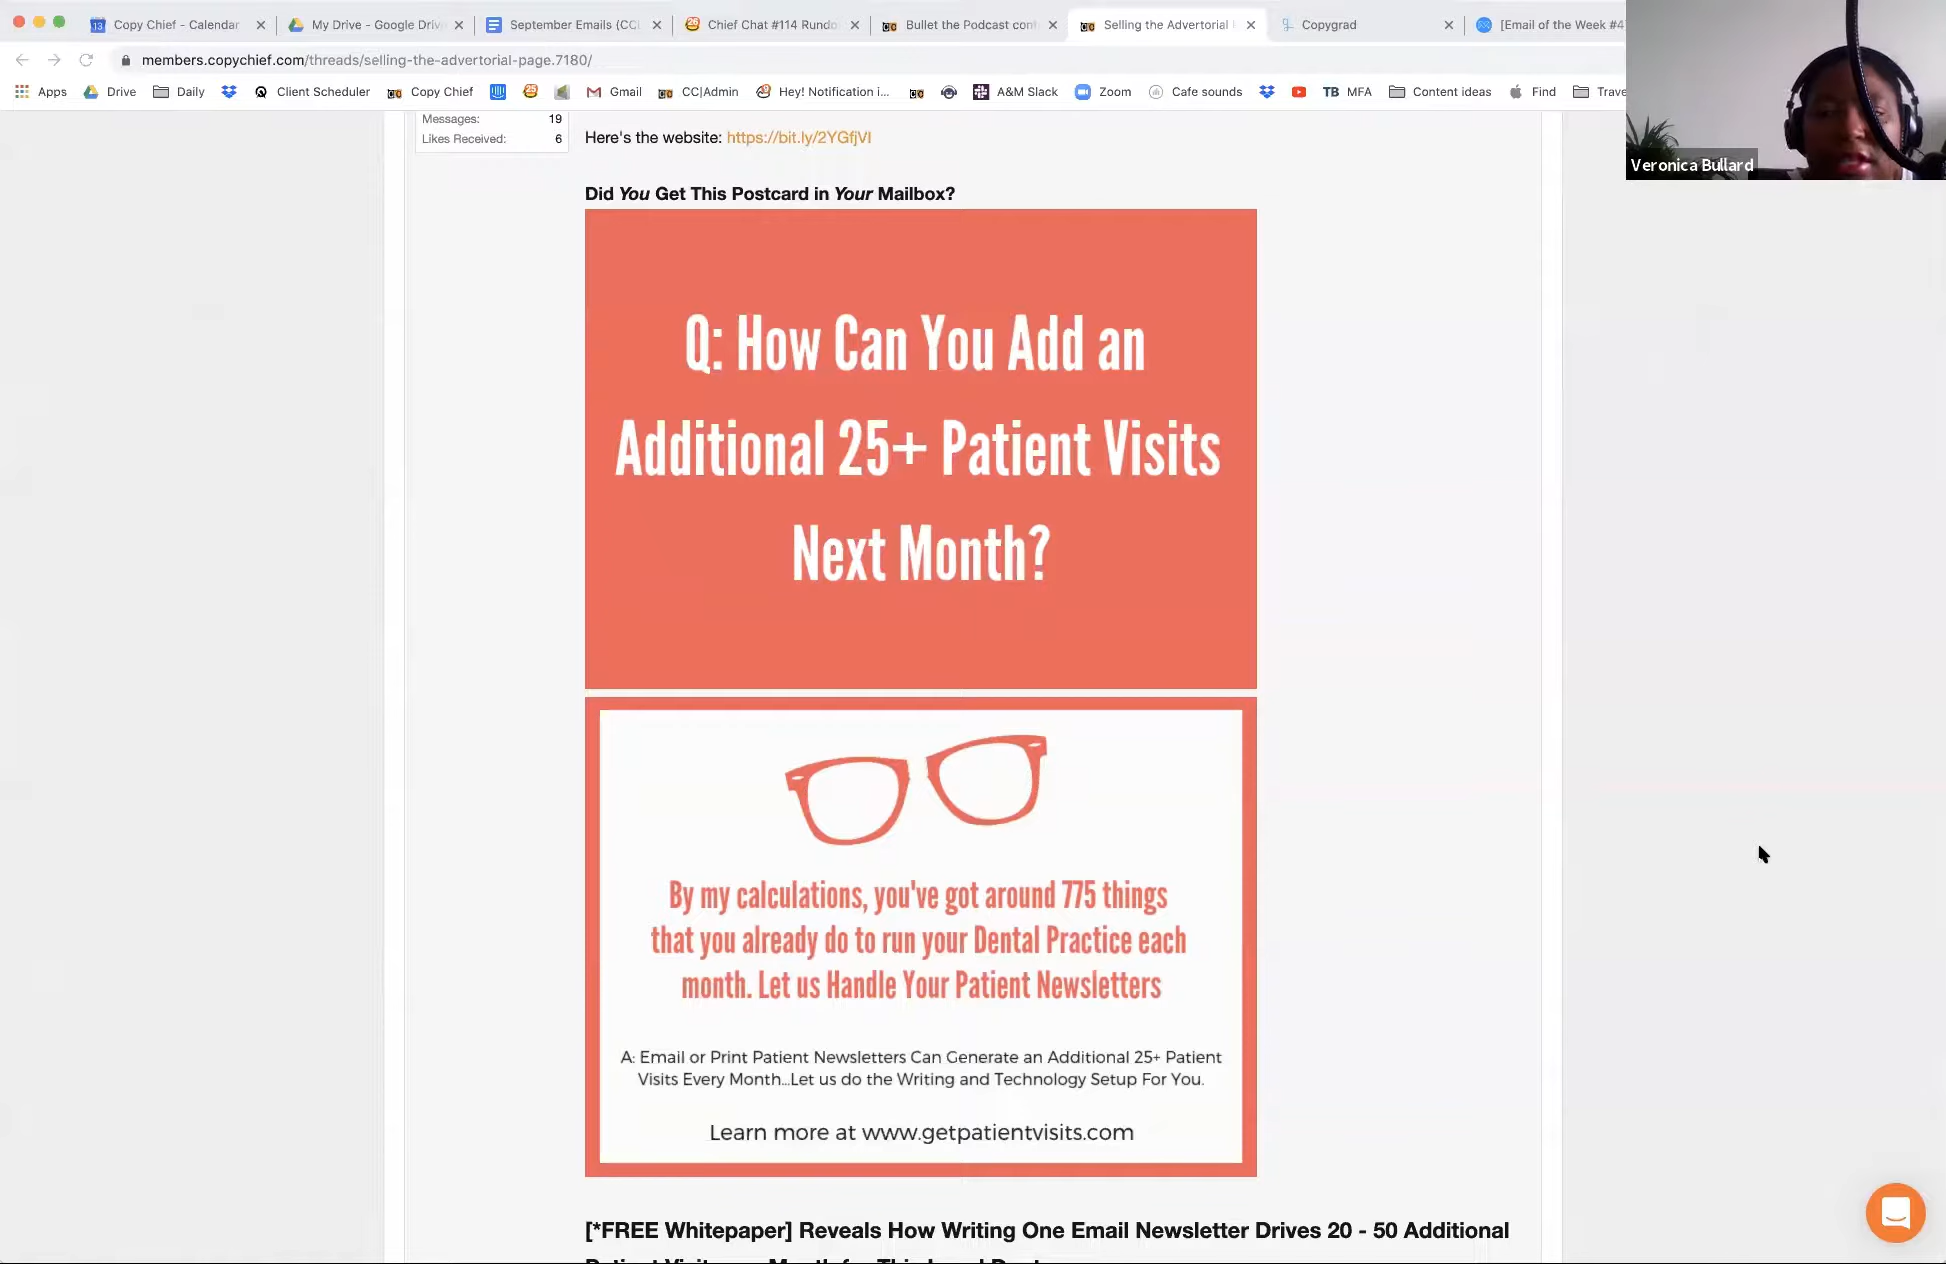 Copy Chief - Calendar
My Drive - Google Driv
September Emails (CC
Chief Chat #114 Rundo
Bullet the Podcast cont
Selling the Advertorial
Copygrad
[Email of the Week #4
members.copychief.com/threads/selling-the-advertorial-page.7180/
Apps
Drive
Daily
Client Scheduler
Copy Chief
Gmail
CC|Admin
Hey! Notification i...
A&M Slack
Zoom
Cafe sounds
TB MFA
Content ideas
Find
Trave
Veronica Bullard
Messages: 19
Likes Received: 6
Here's the website: https://bit.ly/2YGfjVI
Did You Get This Postcard in Your Mailbox?
Q: How Can You Add an
Additional 25+ Patient Visits
Next Month?
By my calculations, you've got around 775 things
that you already do to run your Dental Practice each
month. Let us Handle Your Patient Newsletters
A: Email or Print Patient Newsletters Can Generate an Additional 25+ Patient
Visits Every Month...Let us do the Writing and Technology Setup For You.
Learn more at www.getpatientvisits.com
[*FREE Whitepaper] Reveals How Writing One Email Newsletter Drives 20 - 50 Additional